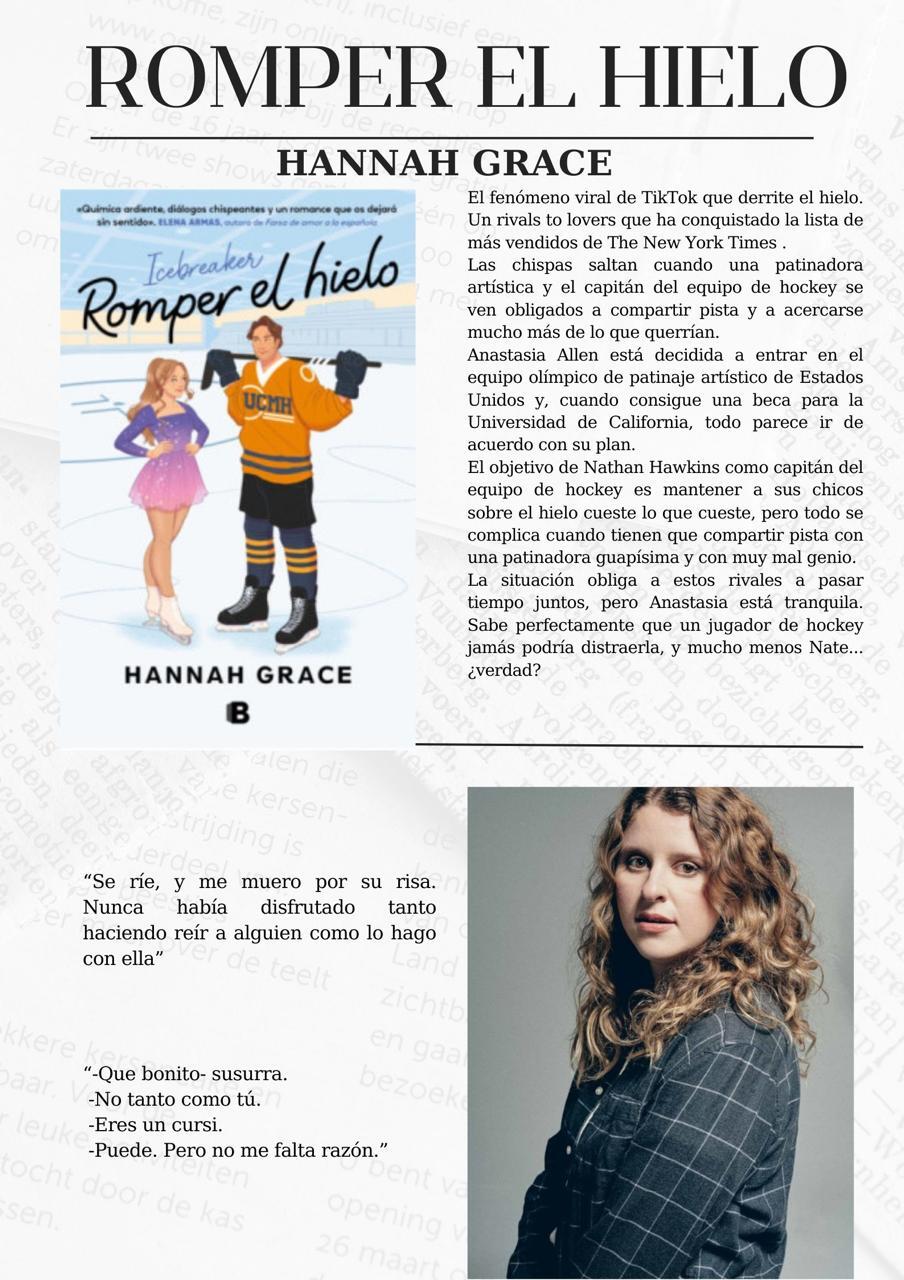 ROMPER EL HIELO
HANNAH GRACE
«Química ardiente, diálogos chispeantes y un romance que os dejará
sin sentido». ELENA ARMAS, autora de Farsa de amor a la española
Icebreaker
Romper el hielo
UCMH
HANNAH GRACE
B
El fenómeno viral de TikTok que derrite el hielo.
Un rivals to lovers que ha conquistado la lista de
más vendidos de The New York Times .
Las chispas saltan cuando una patinadora
artística y el capitán del equipo de hockey se
ven obligados a compartir pista y a acercarse
mucho más de lo que querrían.
Anastasia Allen está decidida a entrar en el
equipo olímpico de patinaje artístico de Estados
Unidos y, cuando consigue una beca para la
Universidad de California, todo parece ir de
acuerdo con su plan.
El objetivo de Nathan Hawkins como capitán del
equipo de hockey es mantener a sus chicos
sobre el hielo cueste lo que cueste, pero todo se
complica cuando tienen que compartir pista con
una patinadora guapísima y con muy mal genio.
La situación obliga a estos rivales a pasar
tiempo juntos, pero Anastasia está tranquila.
Sabe perfectamente que un jugador de hockey
jamás podría distraerla, y mucho menos Nate...
¿verdad?
“Se ríe, y me muero por su risa.
Nunca había disfrutado tanto
haciendo reír a alguien como lo hago
con ella”
“-Que bonito- susurra.
-No tanto como tú.
-Eres un cursi.
-Puede. Pero no me falta razón.”